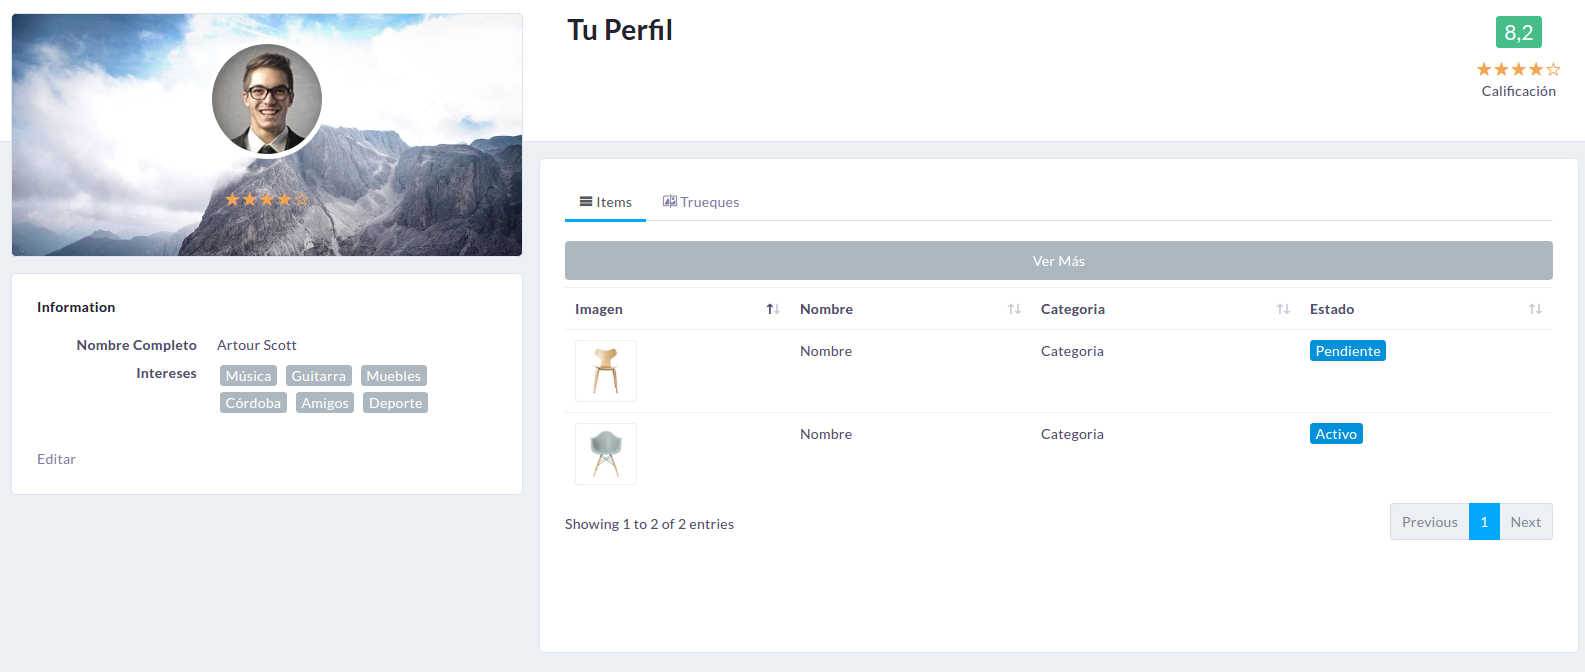 Tu Perfil
8,2
Calificación
Information
Nombre Completo Artour Scott
Intereses Música Guitarra Muebles
Córdoba Amigos Deporte
Editar
Items Trueques
Ver Más
Imagen Nombre Categoria Estado
Nombre Categoria Pendiente
Nombre Categoria Activo
Showing 1 to 2 of 2 entries
Previous 1 Next